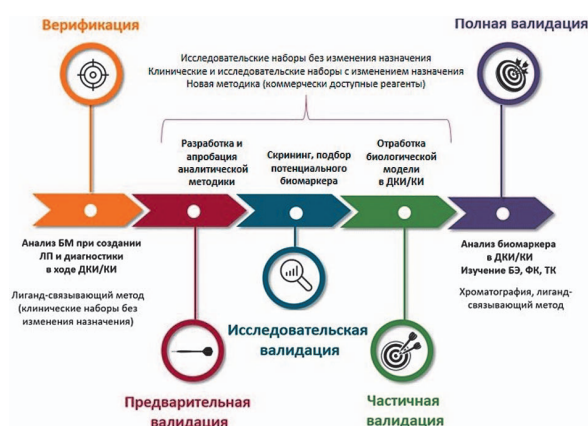 Верификация
Полная валидация
Исследовательские наборы без изменения назначения
Клинические и исследовательские наборы с изменением назначения
Новая методика (коммерчески доступные реагенты)
Разработка и
апробация
аналитической
методики
Скрининг, подбор
потенциального
биомаркера
Отработка
биологической
модели
в ДКИ/КИ
Анализ БМ при создании
ЛП и диагностики
в ходе ДКИ/КИ
Лиганд-связывающий метод
(клинические наборы без
изменения назначения)
Анализ биомаркера
в ДКИ/КИ
Изучение БЭ, ФК, ТК
Хроматография, лиганд-
связывающий метод
Исследовательская
валидация
Предварительная
валидация
Частичная
валидация